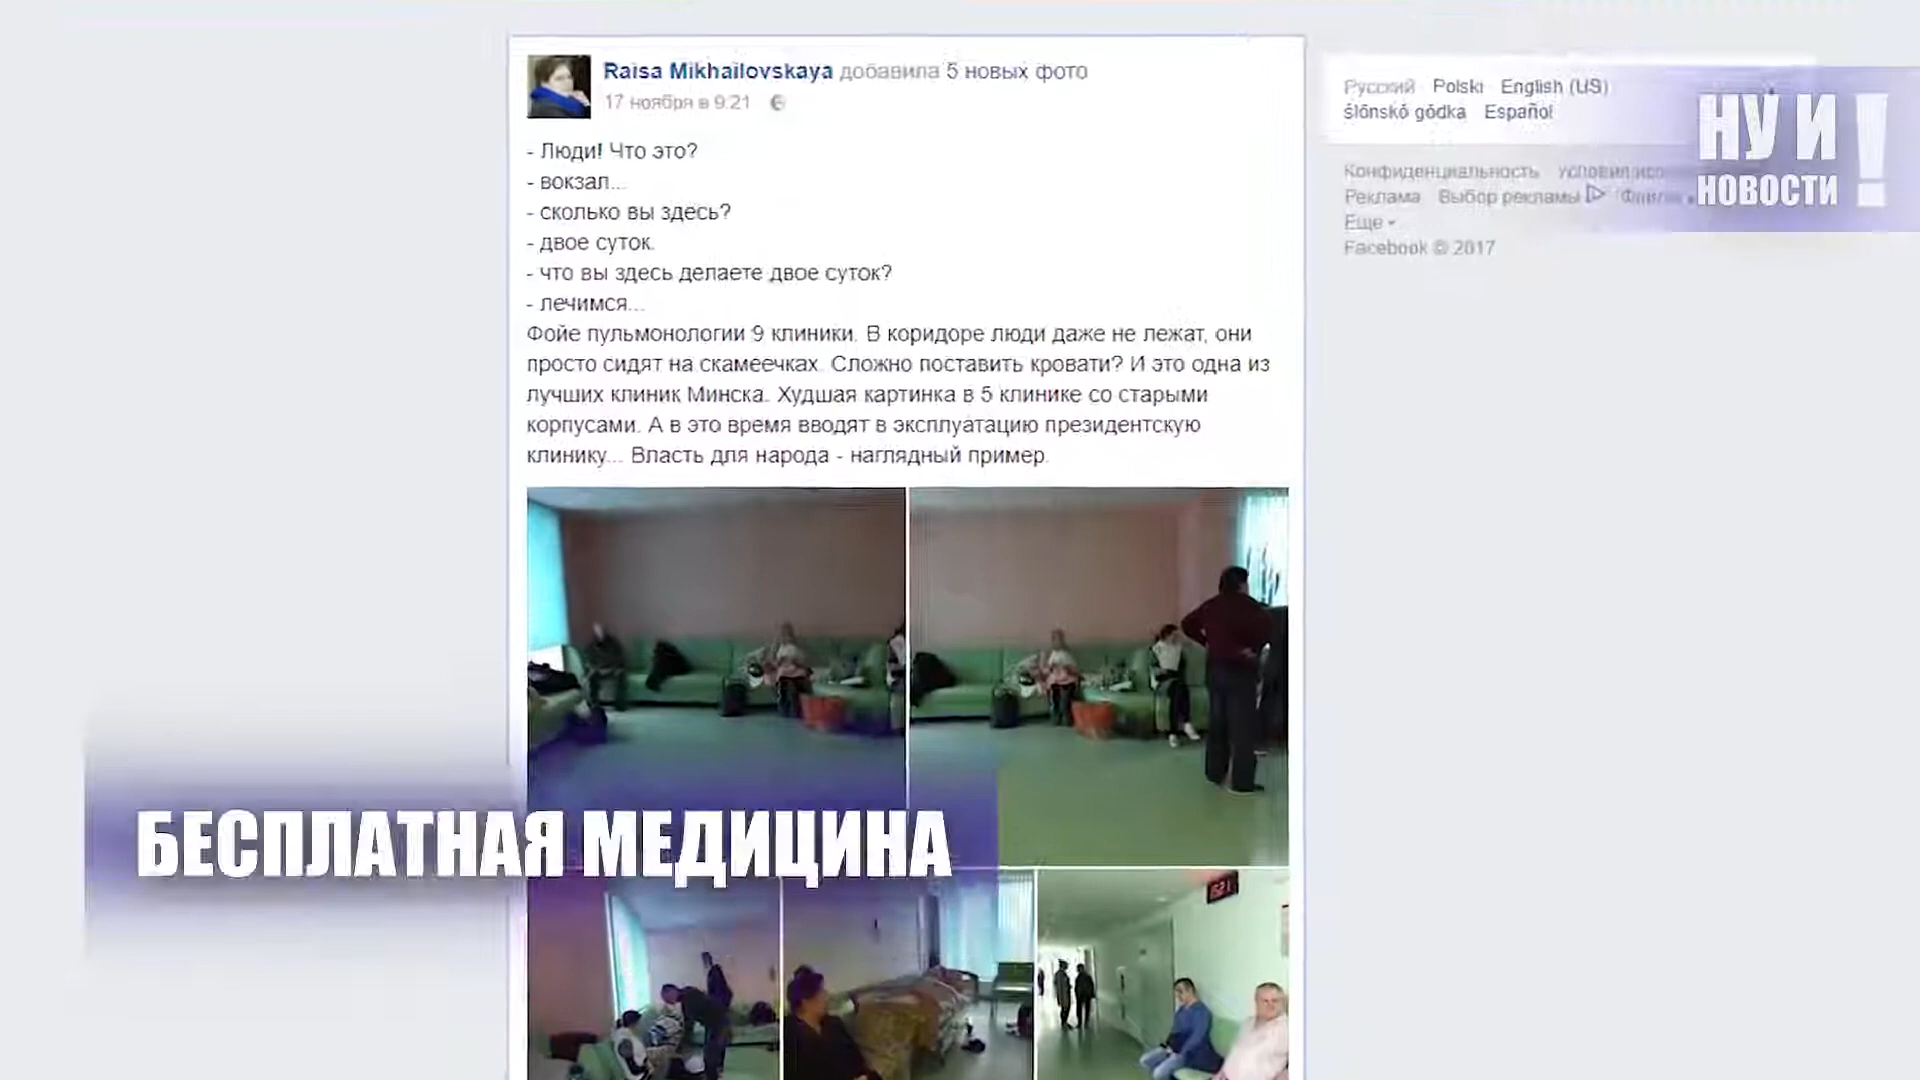 Raisa Mikhailovskaya добавила 5 новых фото
17 ноября в 9:21
- Люди! Что это?
- вокзал...
- сколько вы здесь?
- двое суток.
- что вы здесь делаете двое суток?
- лечимся...
Фойе пульмонологии 9 клиники. В коридоре люди даже не лежат, они
просто сидят на скамеечках. Сложно поставить кровати? И это одна из
лучших клиник Минска. Худшая картинка в 5 клинике со старыми
корпусами. А в это время вводят в эксплуатацию президентскую
клинику... Власть для народа - наглядный пример.
Русский Polski English (US)
ślōnskŏ gŏdka Español
Конфиденциальность Условия
Реклама Выбор рекламы
Еще
Facebook © 2017
НУ И
НОВОСТИ !
БЕСПЛАТНАЯ МЕДИЦИНА